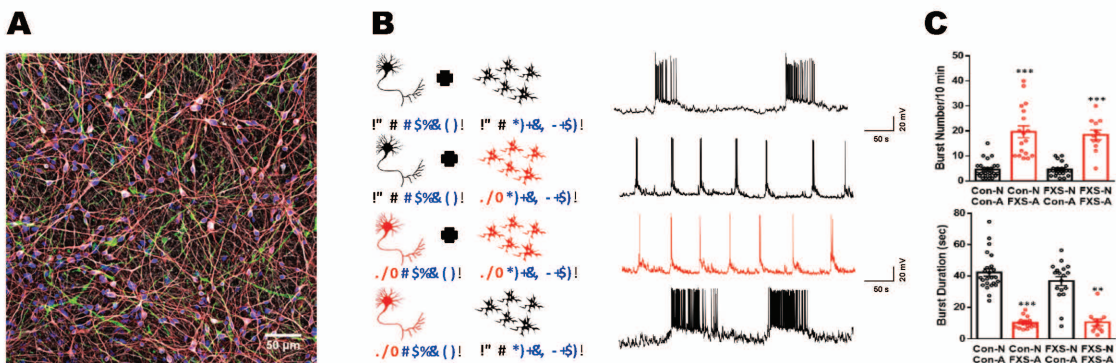 A
B
C
50 μm
!" # #$%& ( )! !" # *)+&, - +$)!
!" # #$%& ( )! ./0 *)+&, - +$)!
./0 #$%& ( )! ./0 *)+&, - +$)!
./0 #$%& ( )! !" # *)+&, - +$)!
20 mV
50 s
20 mV
50 s
Burst Number/10 min
50
40
30
20
10
0
***
***
Con-N Con-N FXS-N FXS-N
Con-A FXS-A Con-A FXS-A
Burst Duration (sec)
80
60
40
20
0
***
**
Con-N Con-N FXS-N FXS-N
Con-A FXS-A Con-A FXS-A